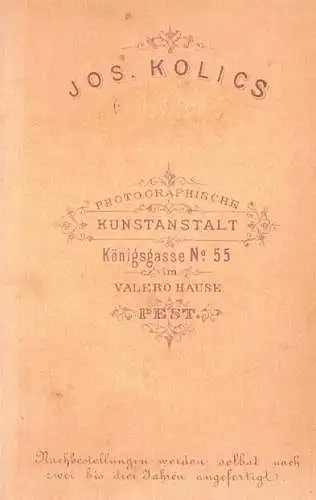 JOS. KOLICS
PHOTOGRAPHISCHE
KUNSTANSTALT
Königsgasse No. 55
im
VALERO HAUSE
PEST.
Nachbestellungen werden selbst nach
zwei bis drei Jahren angefertigt.